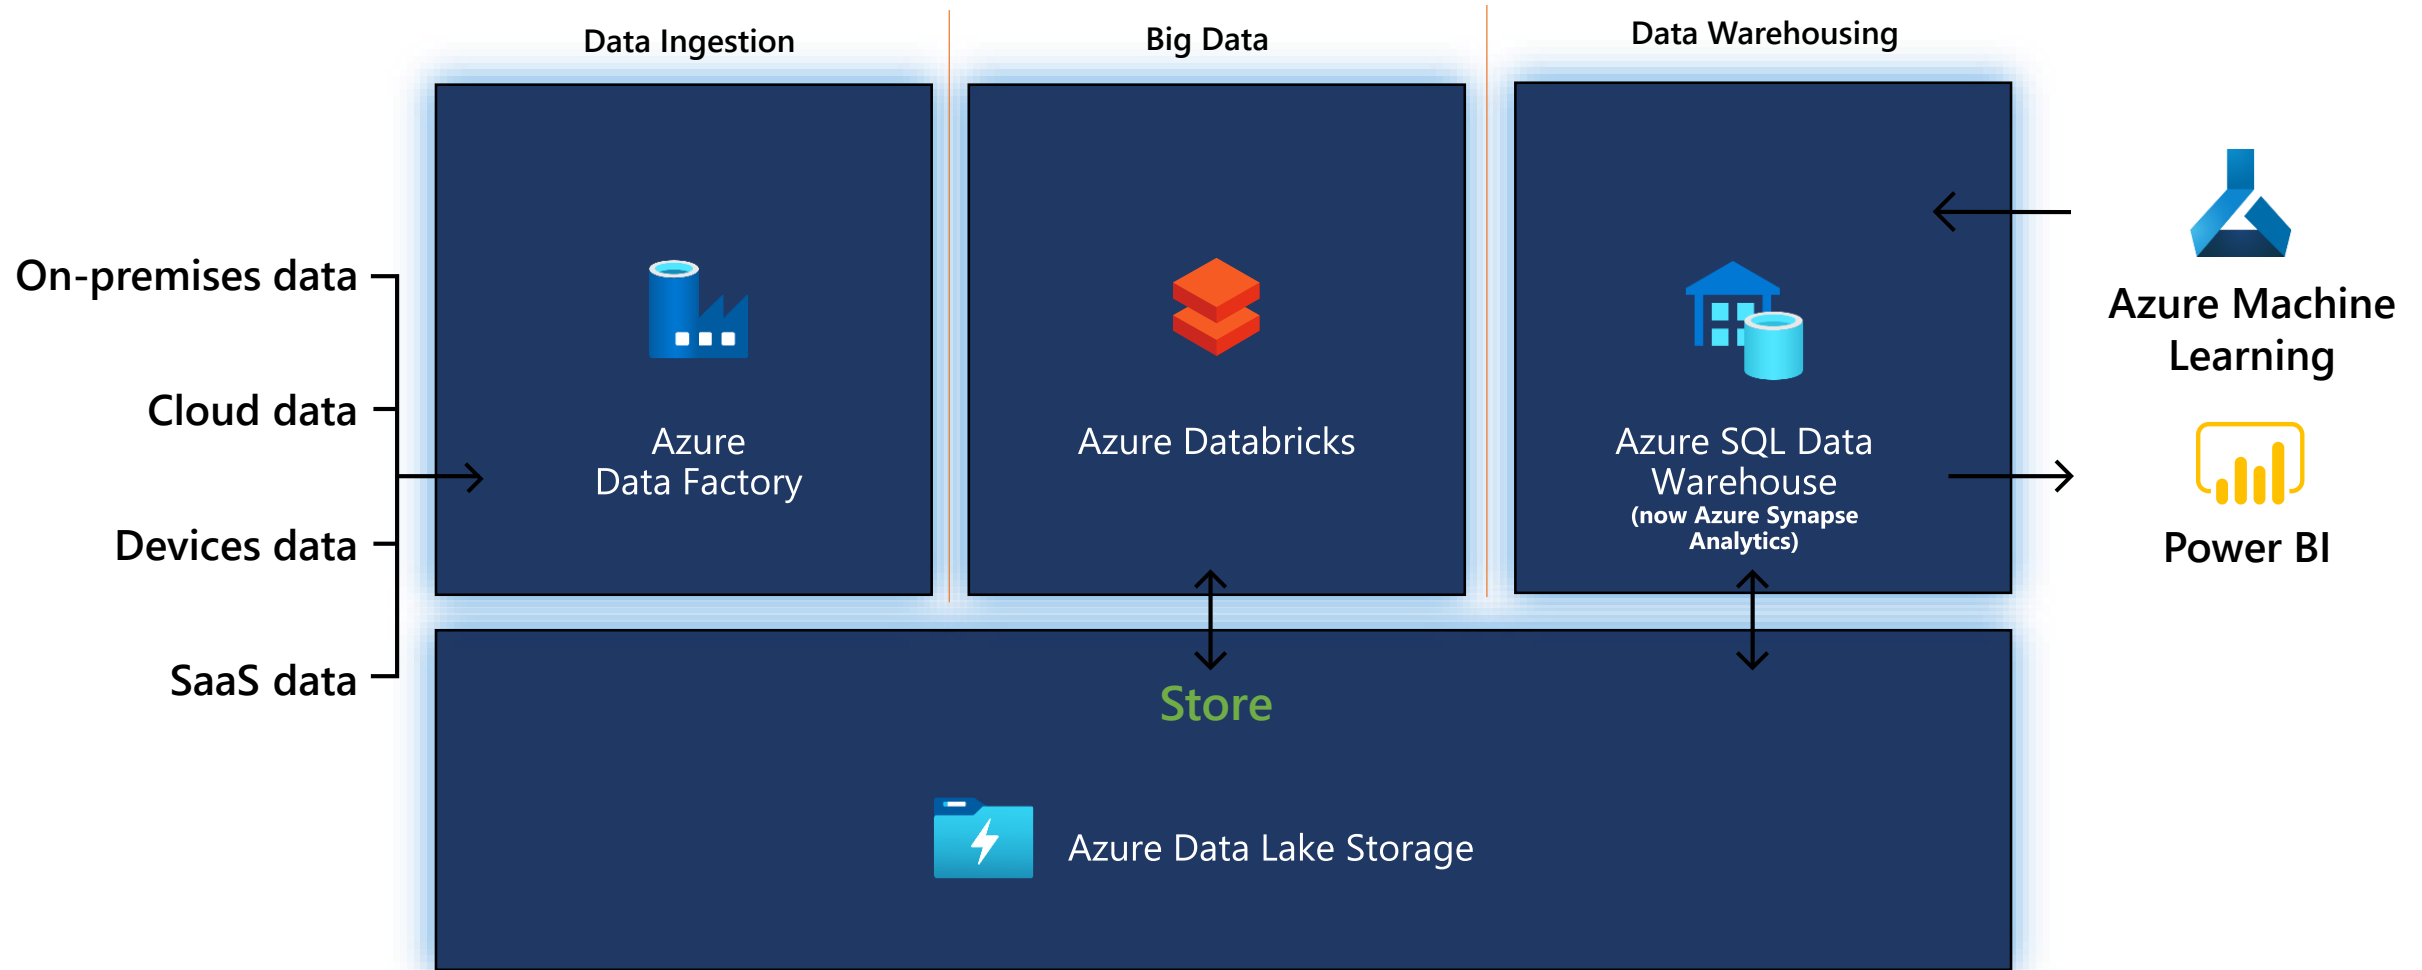 Data Ingestion
Big Data
Data Warehousing
On-premises data
Cloud data
Devices data
SaaS data
Azure
Data Factory
Azure Databricks
Azure SQL Data
Warehouse
(now Azure Synapse
Analytics)
Azure Machine
Learning
Power BI
Store
Azure Data Lake Storage